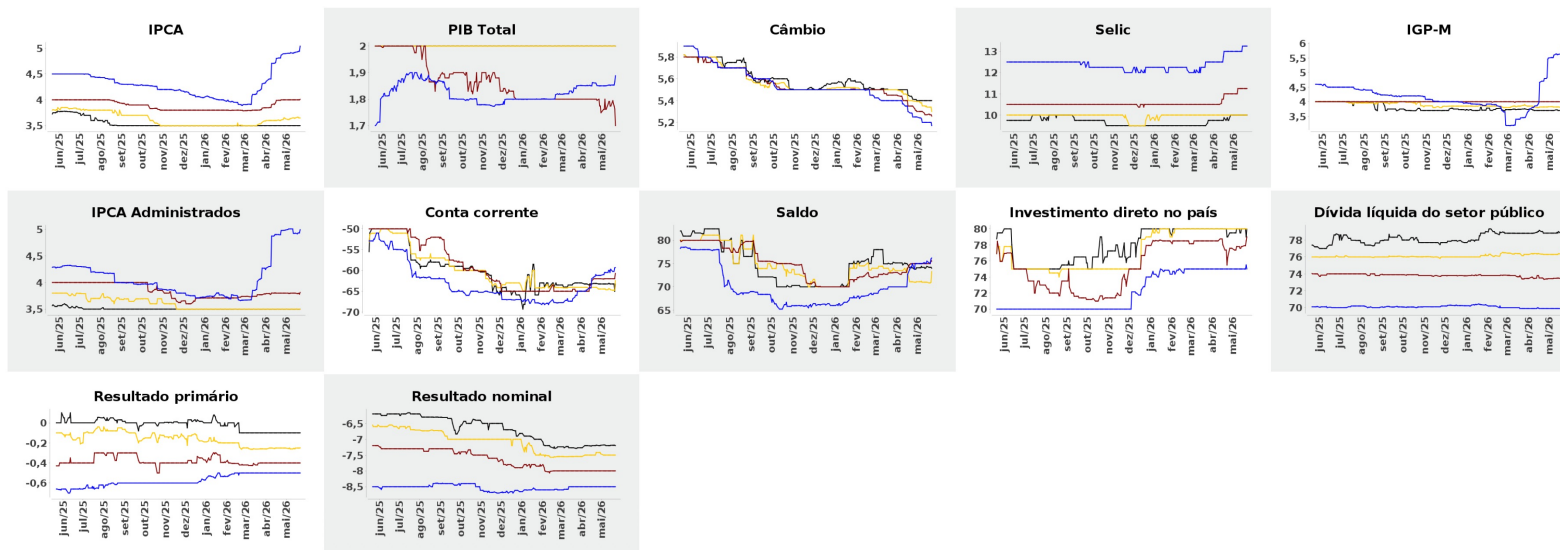 IPCA
5
4,5
4
3,5
jun/25 jul/25 ago/25 set/25 out/25 nov/25 dez/25 jan/26 fev/26 mar/26 abr/26 mai/26
PIB Total
2
1,9
1,8
1,7
jun/25 jul/25 ago/25 set/25 out/25 nov/25 dez/25 jan/26 fev/26 mar/26 abr/26 mai/26
Câmbio
5,8
5,6
5,4
5,2
jun/25 jul/25 ago/25 set/25 out/25 nov/25 dez/25 jan/26 fev/26 mar/26 abr/26 mai/26
Selic
13
12
11
10
jun/25 jul/25 ago/25 set/25 out/25 nov/25 dez/25 jan/26 fev/26 mar/26 abr/26 mai/26
IGP-M
6
5,5
5
4,5
4
3,5
jun/25 jul/25 ago/25 set/25 out/25 nov/25 dez/25 jan/26 fev/26 mar/26 abr/26 mai/26
IPCA Administrados
5
4,5
4
3,5
jun/25 jul/25 ago/25 set/25 out/25 nov/25 dez/25 jan/26 fev/26 mar/26 abr/26 mai/26
Conta corrente
-50
-55
-60
-65
-70
jun/25 jul/25 ago/25 set/25 out/25 nov/25 dez/25 jan/26 fev/26 mar/26 abr/26 mai/26
Saldo
80
75
70
65
jun/25 jul/25 ago/25 set/25 out/25 nov/25 dez/25 jan/26 fev/26 mar/26 abr/26 mai/26
Investimento direto no país
80
78
76
74
72
70
jun/25 jul/25 ago/25 set/25 out/25 nov/25 dez/25 jan/26 fev/26 mar/26 abr/26 mai/26
Dívida líquida do setor público
78
76
74
72
70
jun/25 jul/25 ago/25 set/25 out/25 nov/25 dez/25 jan/26 fev/26 mar/26 abr/26 mai/26
Resultado primário
0
-0,2
-0,4
-0,6
jun/25 jul/25 ago/25 set/25 out/25 nov/25 dez/25 jan/26 fev/26 mar/26 abr/26 mai/26
Resultado nominal
-6,5
-7
-7,5
-8
-8,5
jun/25 jul/25 ago/25 set/25 out/25 nov/25 dez/25 jan/26 fev/26 mar/26 abr/26 mai/26